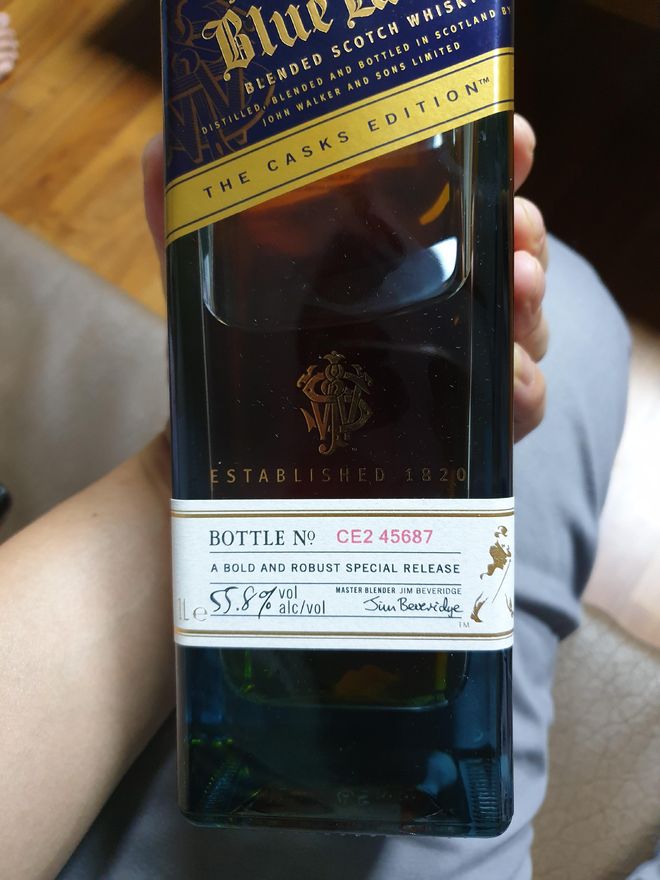 Blue La
BLENDED SCOTCH WHISKY
DISTILLED, BLENDED AND BOTTLED IN SCOTLAND BY
JOHN WALKER AND SONS LIMITED
THE CASKS EDITION™
ESTABLISHED 1820
BOTTLE Nº CE2 45687
A BOLD AND ROBUST SPECIAL RELEASE
1L ℮ 55.8% vol alc/vol
MASTER BLENDER JIM BEVERIDGE
Jim Beveridge
TM